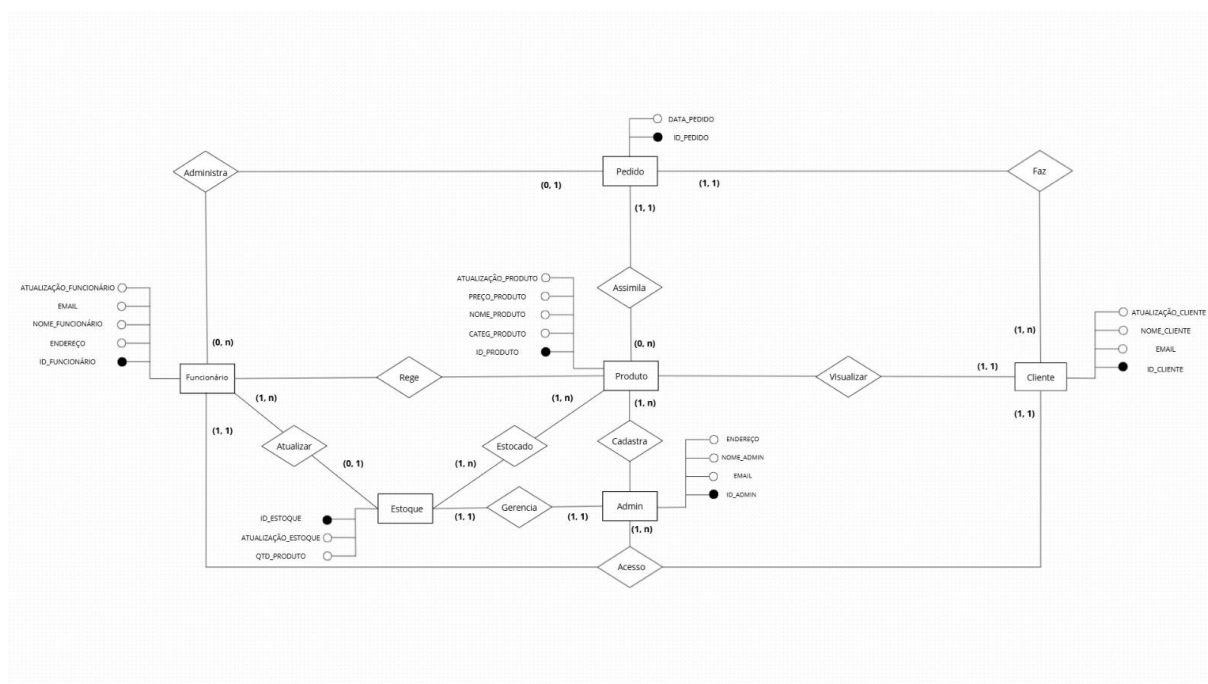 DATA_PEDIDO
ID_PEDIDO
Administra
Pedido
Faz
(0, 1)
(1, 1)
(1, 1)
ATUALIZAÇÃO_PRODUTO
PREÇO_PRODUTO
NOME_PRODUTO
CATEG_PRODUTO
ID_PRODUTO
Assimila
ATUALIZAÇÃO_FUNCIONÁRIO
EMAIL
NOME_FUNCIONÁRIO
ENDEREÇO
ID_FUNCIONÁRIO
ATUALIZAÇÃO_CLIENTE
NOME_CLIENTE
EMAIL
ID_CLIENTE
(0, n)
(0, n)
(1, n)
Funcionário
Rege
Produto
Visualizar
(1, 1)
Cliente
(1, n)
(1, n)
(1, n)
(1, 1)
(1, 1)
Atualizar
Estocado
Cadastra
(0, 1)
(1, n)
ENDEREÇO
NOME_ADMIN
EMAIL
ID_ADMIN
Estoque
Gerencia
Admin
(1, 1)
(1, 1)
(1, n)
ID_ESTOQUE
ATUALIZAÇÃO_ESTOQUE
QTD_PRODUTO
Acesso